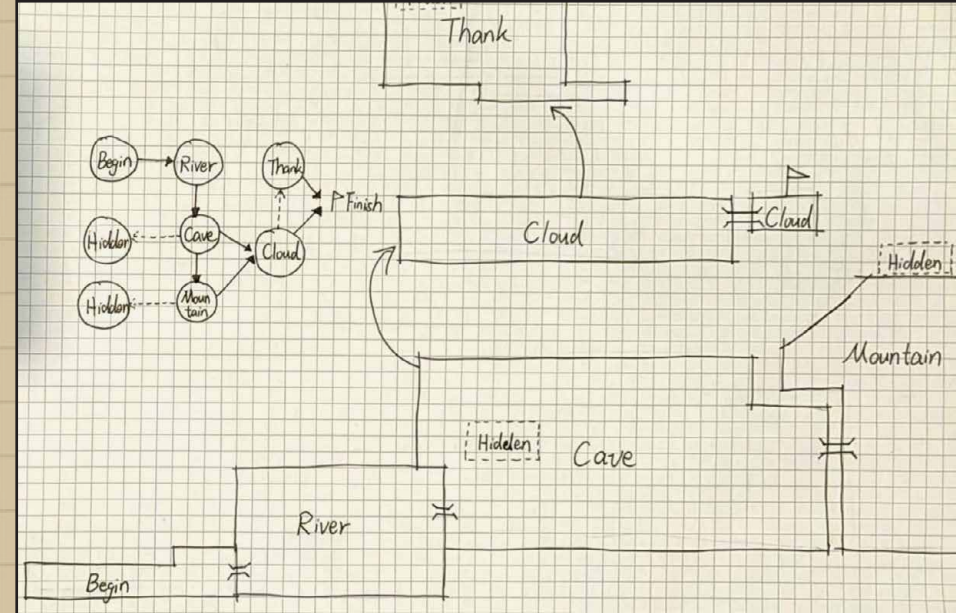 Thank
Begin
River
Thank
Finish
Hidden
Cave
Cloud
Hidden
Moun
tain
Cloud
Cloud
Hidden
Mountain
Hidden
Cave
River
Begin